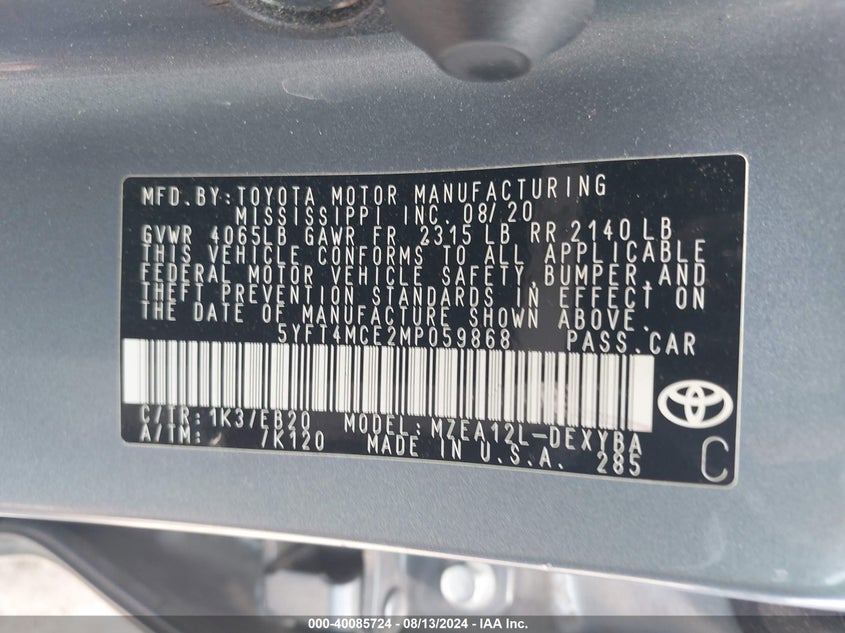 MFD.BY:TOYOTA MOTOR MANUFACTURING
MISSISSIPPI INC. 08/20
GVWR 4065LB GAWR FR 2315 LB RR 2140 LB
THIS VEHICLE CONFORMS TO ALL APPLICABLE
FEDERAL MOTOR VEHICLE SAFETY,BUMPER,AND
THEFT PREVENTION STANDARDS IN EFFECT ON
THE DATE OF MANUFACTURE SHOWN ABOVE.
5YFT4MCE2MP059868 PASS.CAR
C/TR: 1K3/EB20 MODEL: MZEA12L-DEXYBA
A/TM: /K120 MADE IN U.S.A. 285
C
000-40085724 - 08/13/2024 - IAA Inc.